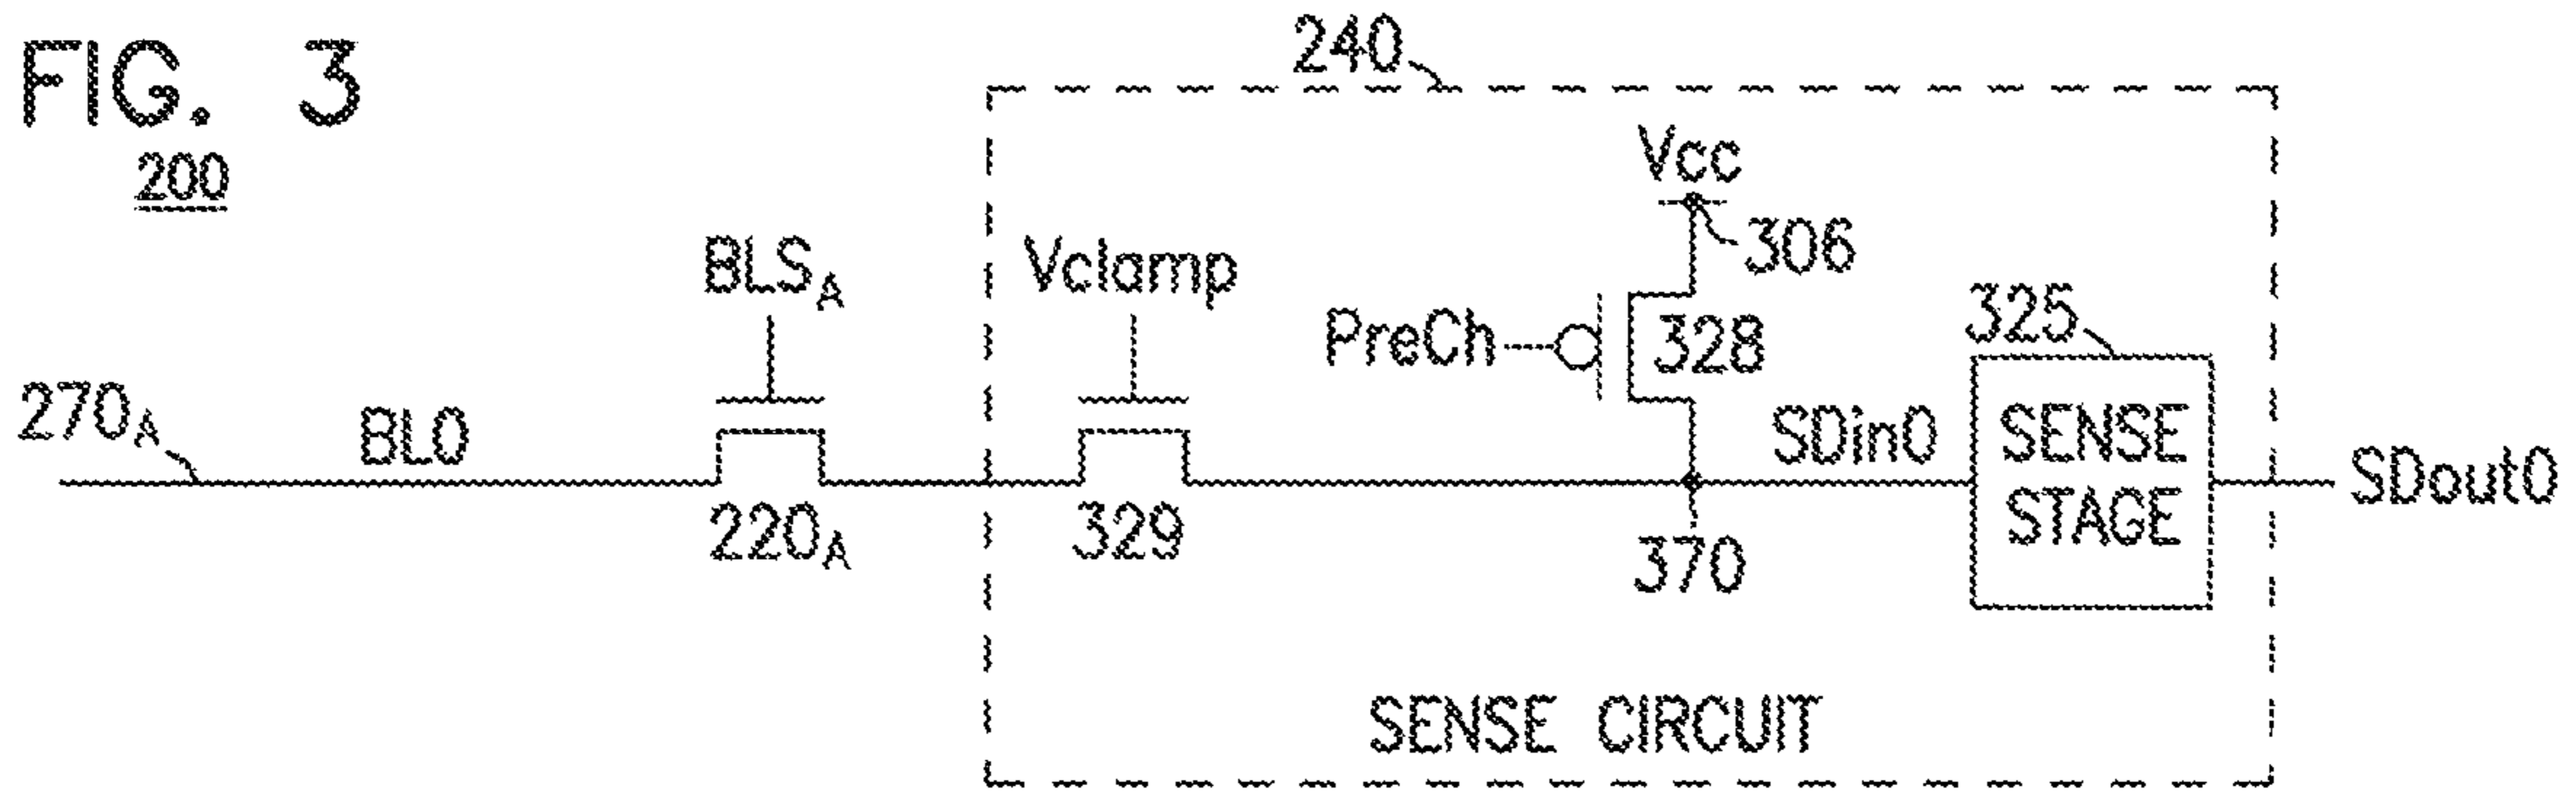 FIG. 3
200
240
Vcc
306
BLSA
Vclamp
PreCh
328
325
270A
BL0
SDin0
SENSE
STAGE
SDout0
220A
329
370
SENSE CIRCUIT